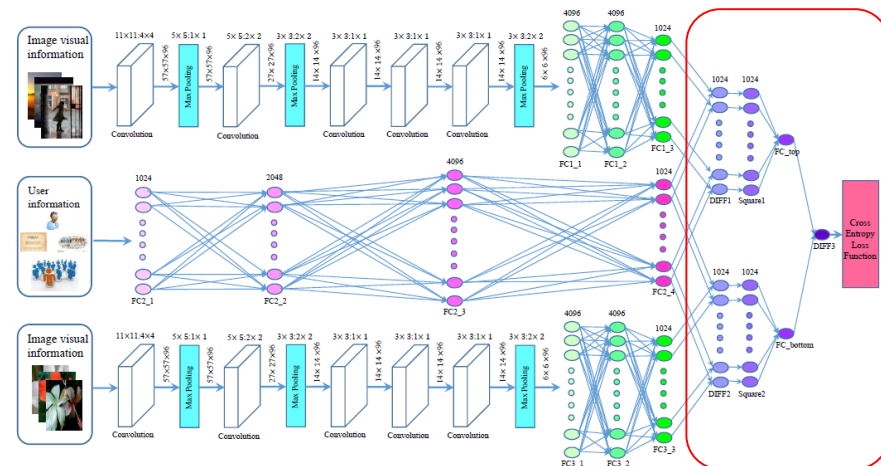 Image visual
information
11×11:4×4
5× 5:1× 1
5× 5:2× 2
3× 3:2× 2
3× 3:1× 1
3× 3:1× 1
3× 3:1× 1
3× 3:2× 2
Convolution
57×57×96
Max Pooling
57×57×96
Convolution
27× 27×96
Max Pooling
14× 14 ×96
Convolution
14× 14 ×96
Convolution
14× 14 ×96
Convolution
Max Pooling
6× 6 ×96
4096
4096
1024
FC1_1
FC1_2
FC1_3
1024
1024
DIFF1
Square1
FC_top
User
information
1024
2048
4096
1024
FC2_1
FC2_2
FC2_3
FC2_4
DIFF3
Cross
Entropy
Loss
Function
1024
1024
DIFF2
Square2
FC_bottom
Image visual
information
11×11:4×4
5× 5:1× 1
5× 5:2× 2
3× 3:2× 2
3× 3:1× 1
3× 3:1× 1
3× 3:1× 1
3× 3:2× 2
Convolution
57×57×96
Max Pooling
57×57×96
Convolution
27× 27 ×96
Max Pooling
14× 14 ×96
Convolution
14× 14 ×96
Convolution
14× 14 ×96
Convolution
Max Pooling
6× 6 ×96
4096
4096
1024
FC3_1
FC3_2
FC3_3